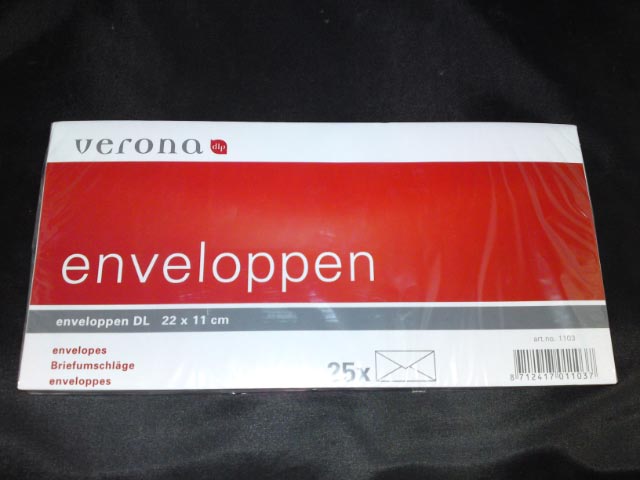 verona dlp
enveloppen
enveloppen DL 22 x 11 cm
art.no. 1103
envelopes
Briefumschläge
enveloppes
25x
8 712417 011037